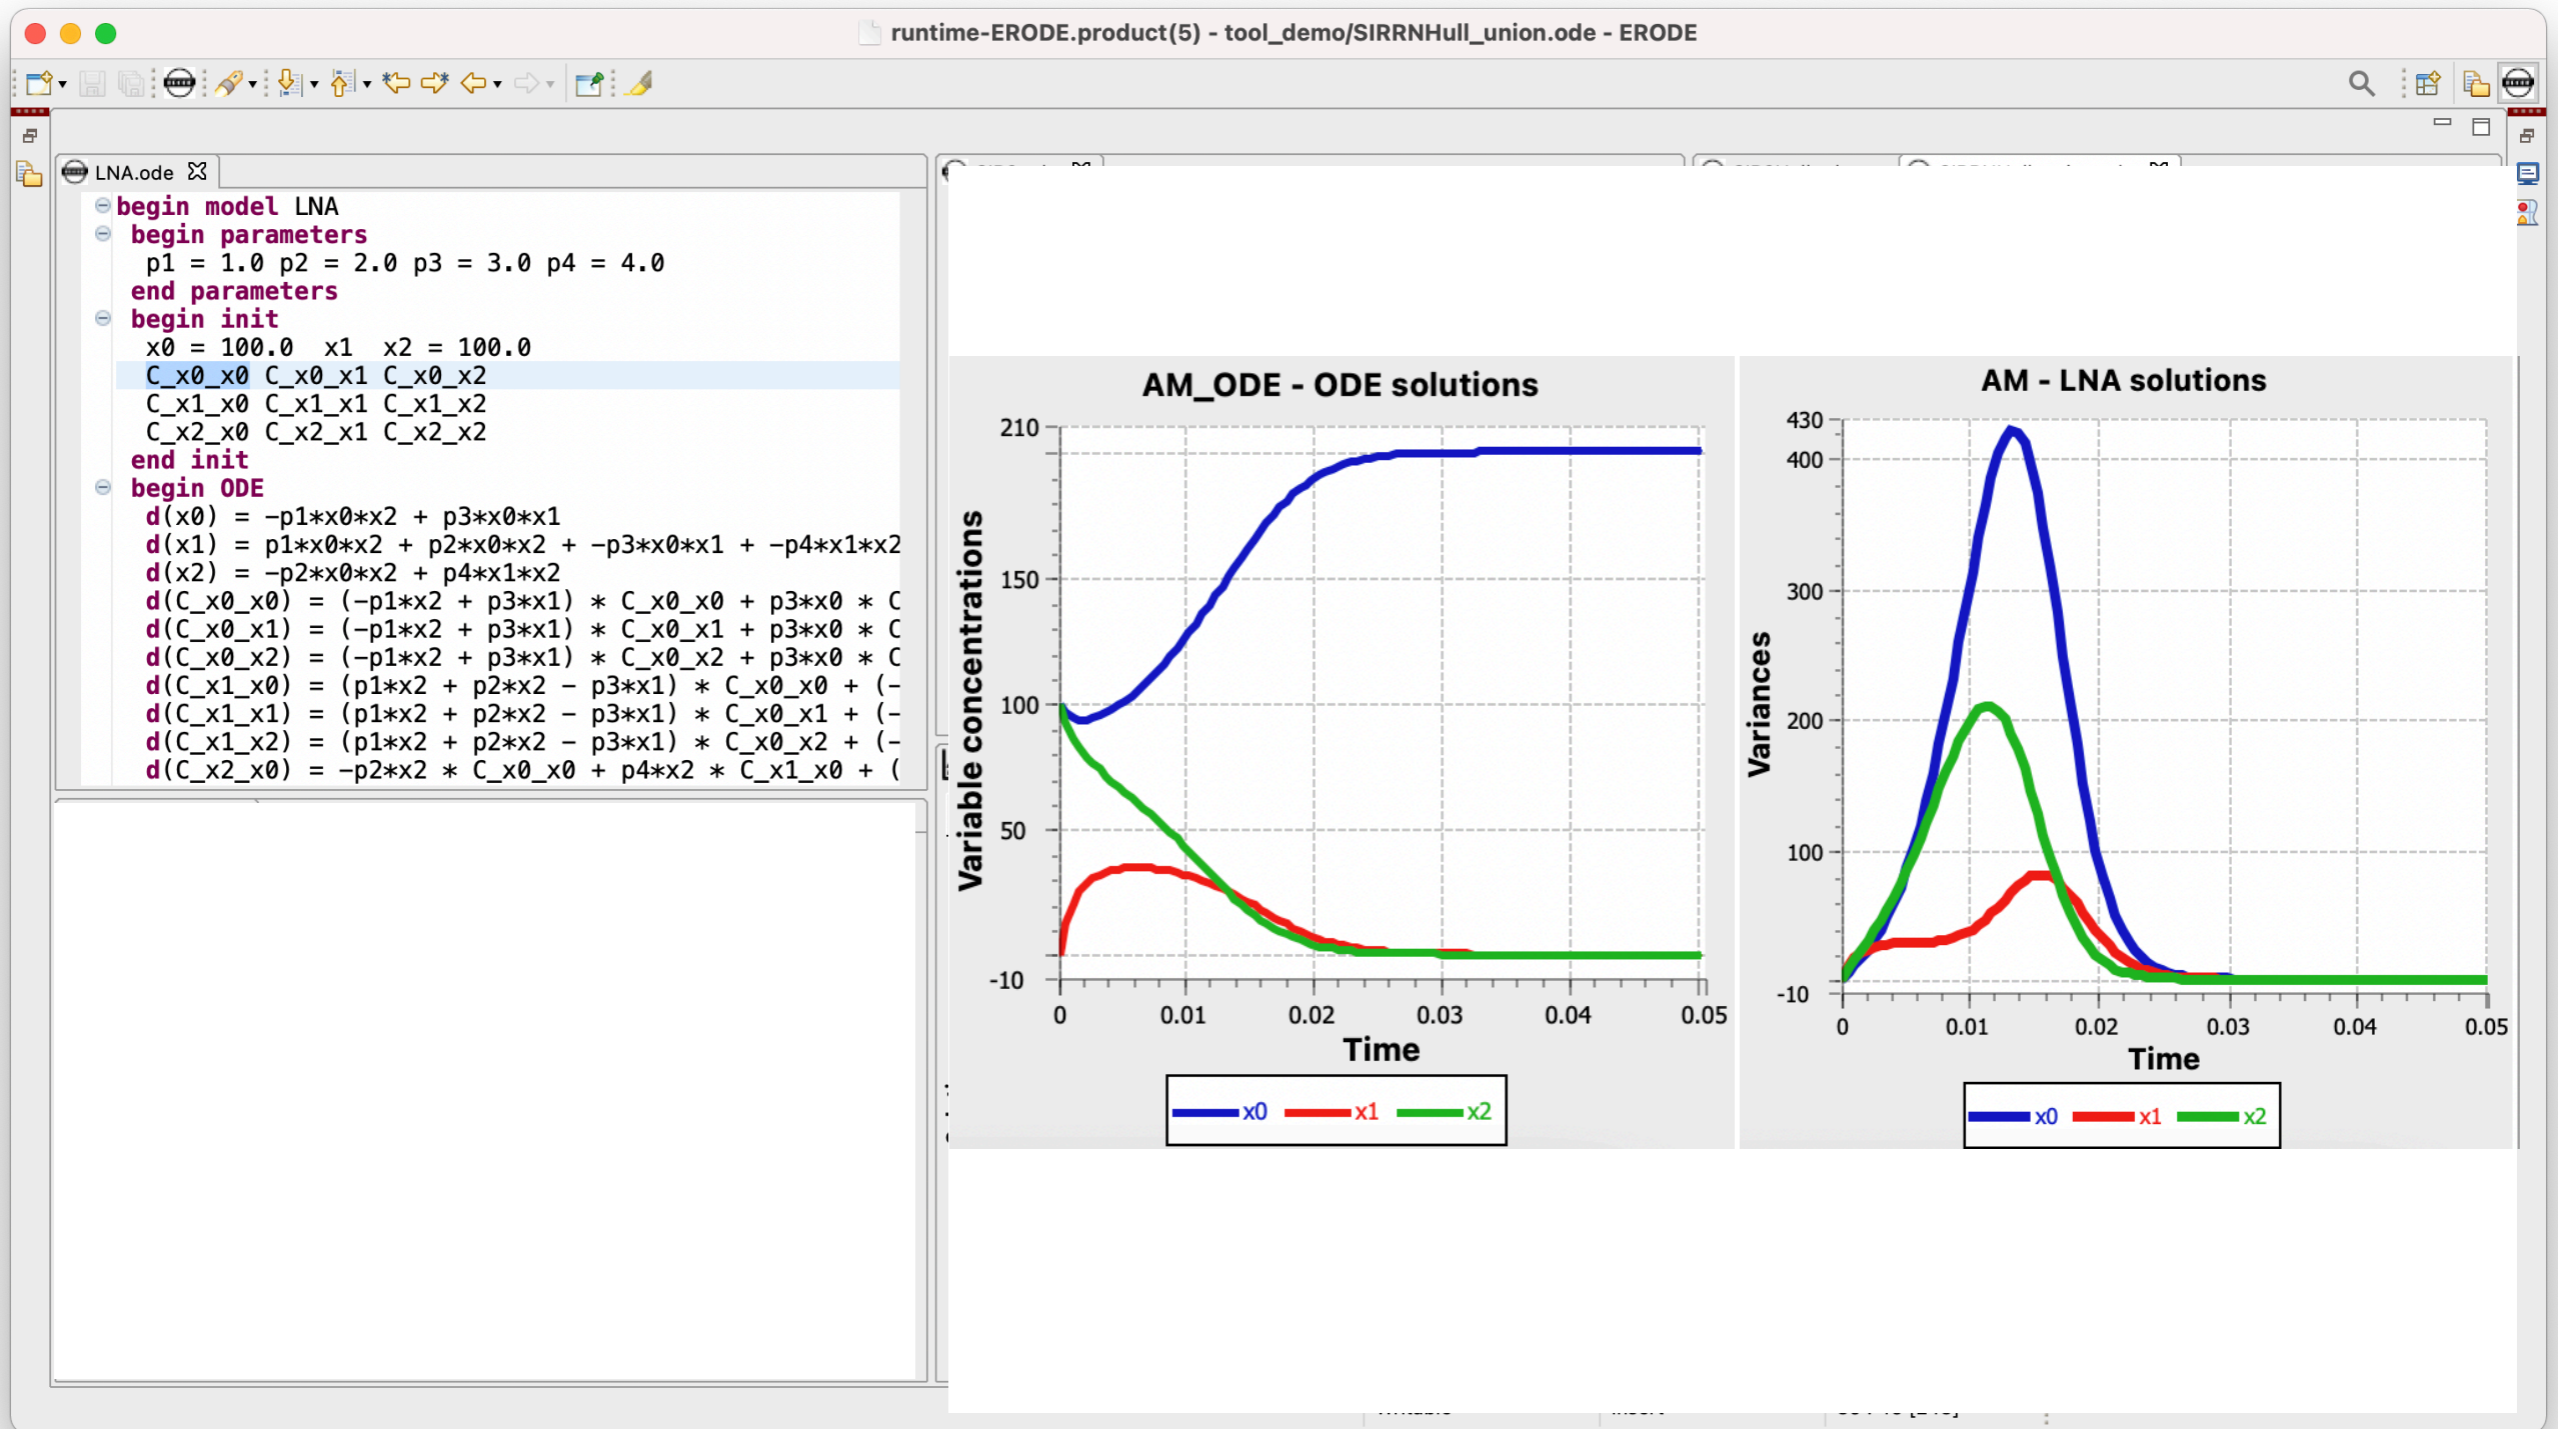 runtime-ERODE.product(5) - tool_demo/SIRRNHull_union.ode - ERODE
LNA.ode
begin model LNA
begin parameters
p1 = 1.0 p2 = 2.0 p3 = 3.0 p4 = 4.0
end parameters
begin init
x0 = 100.0  x1  x2 = 100.0
C_x0_x0 C_x0_x1 C_x0_x2
C_x1_x0 C_x1_x1 C_x1_x2
C_x2_x0 C_x2_x1 C_x2_x2
end init
begin ODE
d(x0) = -p1*x0*x2 + p3*x0*x1
d(x1) = p1*x0*x2 + p2*x0*x2 + -p3*x0*x1 + -p4*x1*x2
d(x2) = -p2*x0*x2 + p4*x1*x2
d(C_x0_x0) = (-p1*x2 + p3*x1) * C_x0_x0 + p3*x0 * C
d(C_x0_x1) = (-p1*x2 + p3*x1) * C_x0_x1 + p3*x0 * C
d(C_x0_x2) = (-p1*x2 + p3*x1) * C_x0_x2 + p3*x0 * C
d(C_x1_x0) = (p1*x2 + p2*x2 - p3*x1) * C_x0_x0 + (-
d(C_x1_x1) = (p1*x2 + p2*x2 - p3*x1) * C_x0_x1 + (-
d(C_x1_x2) = (p1*x2 + p2*x2 - p3*x1) * C_x0_x2 + (-
d(C_x2_x0) = -p2*x2 * C_x0_x0 + p4*x2 * C_x1_x0 + (
AM_ODE - ODE solutions
Variable concentrations
210
150
100
50
-10
0 0.01 0.02 0.03 0.04 0.05
Time
x0 x1 x2
AM - LNA solutions
Variances
430
400
300
200
100
-10
0 0.01 0.02 0.03 0.04 0.05
Time
x0 x1 x2